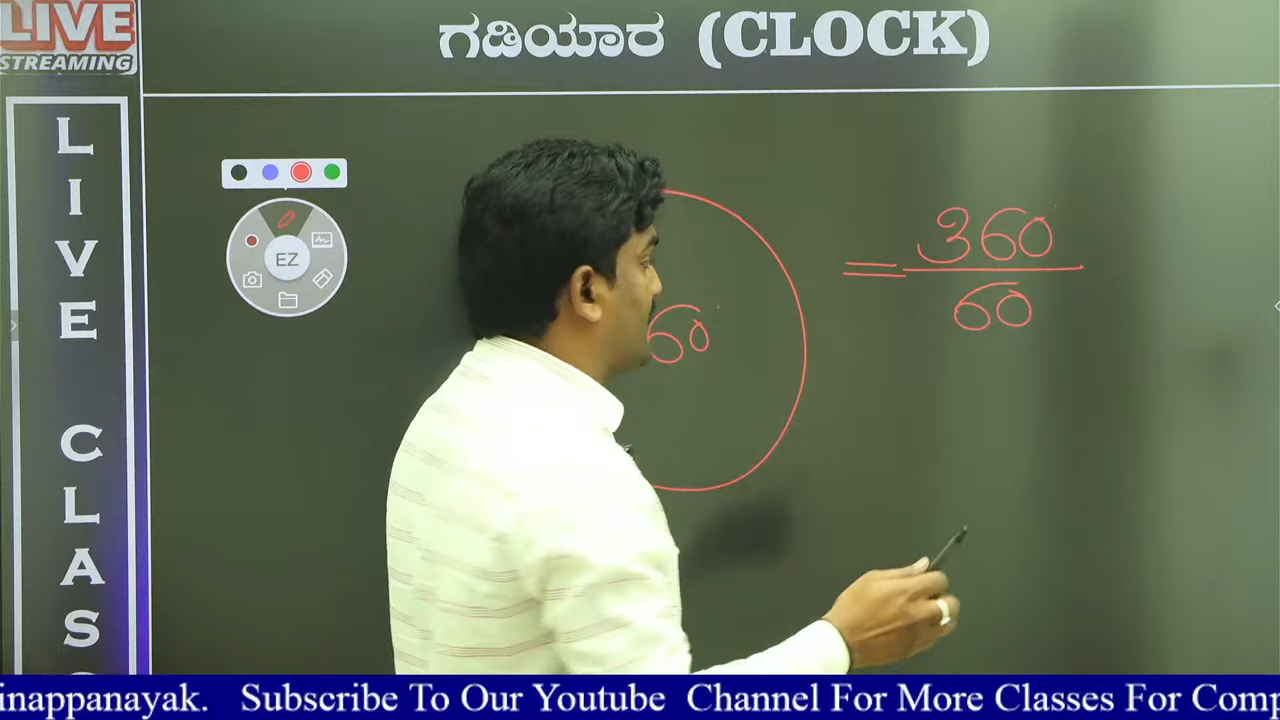 LIVE
STREAMING
ಗಡಿಯಾರ (CLOCK)
LIVE CLAS
EZ
60
= 360
60
inappanayak. Subscribe To Our Youtube Channel For More Classes For Comp